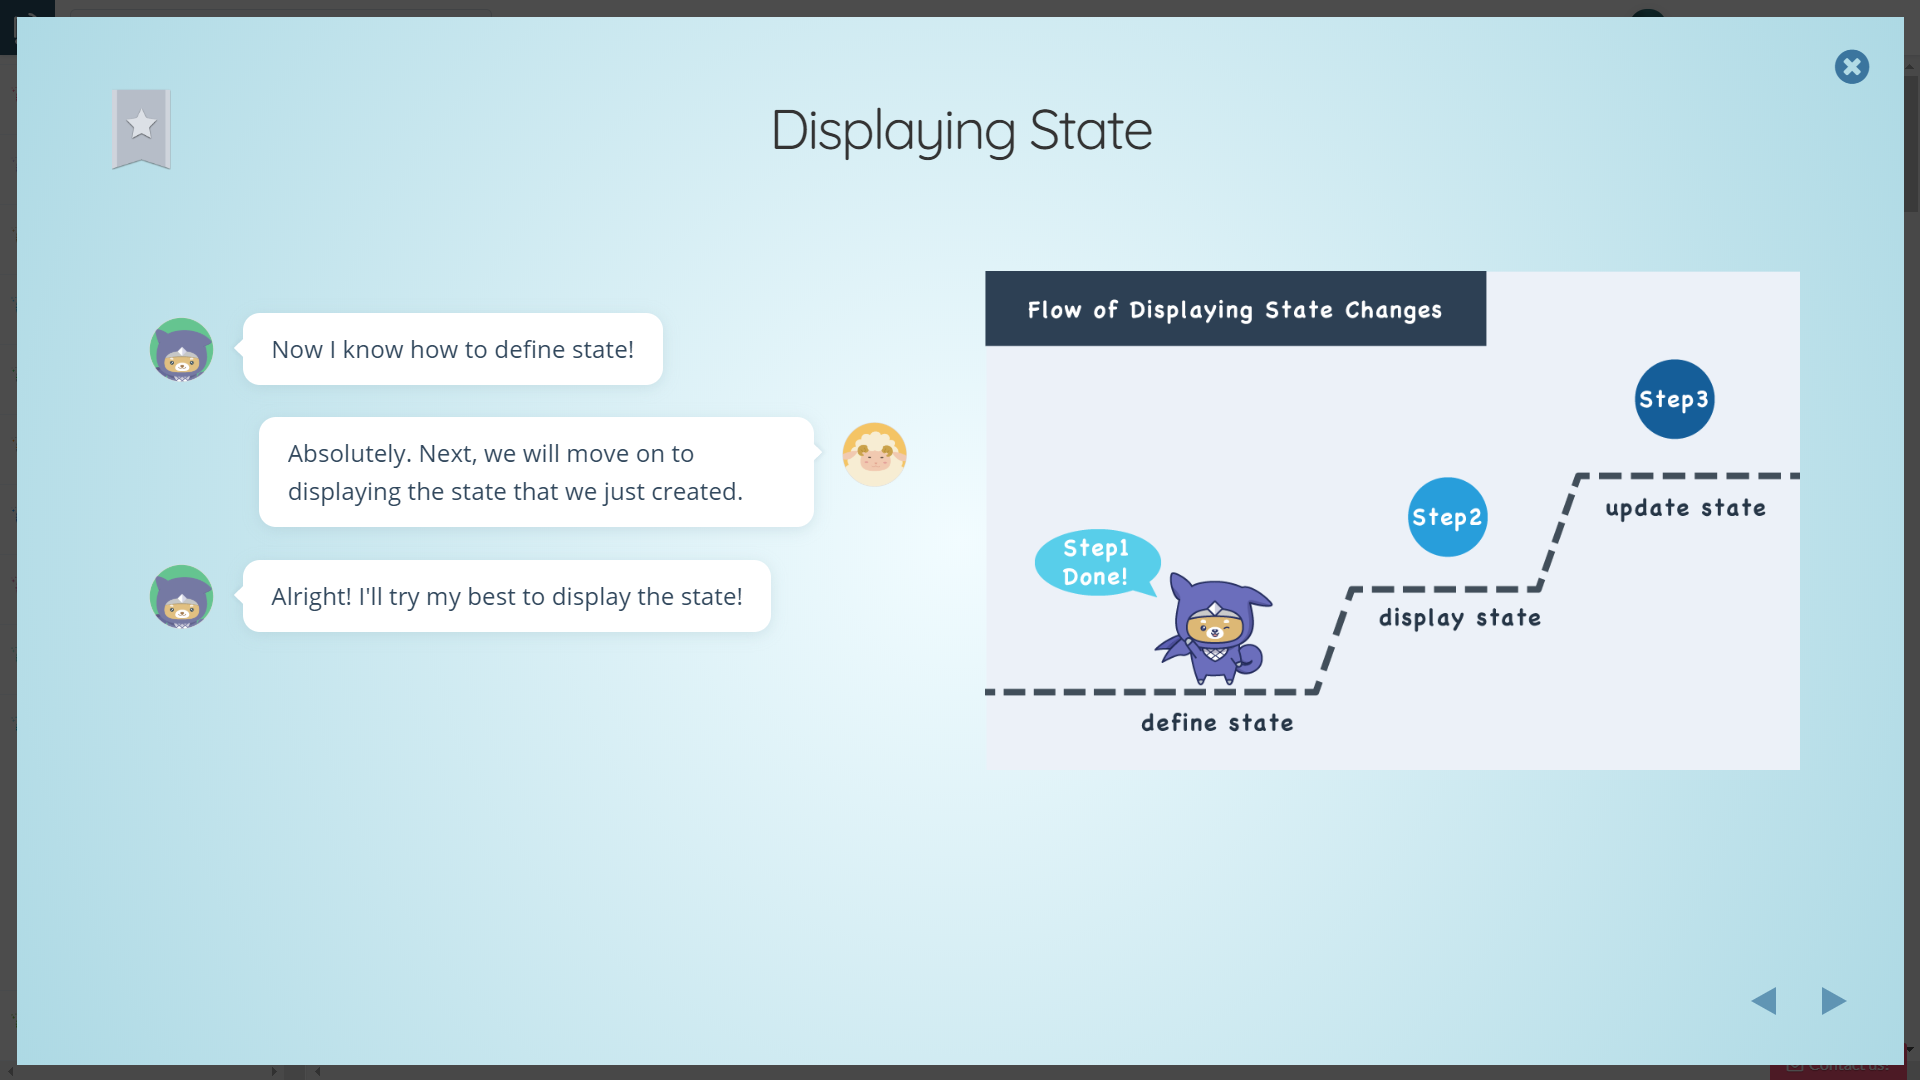 Displaying State
Now I know how to define state!
Absolutely. Next, we will move on to
displaying the state that we just created.
Alright! I'll try my best to display the state!
Flow of Displaying State Changes
Step3
update state
Step2
display state
Step1
Done!
define state
Contact us!